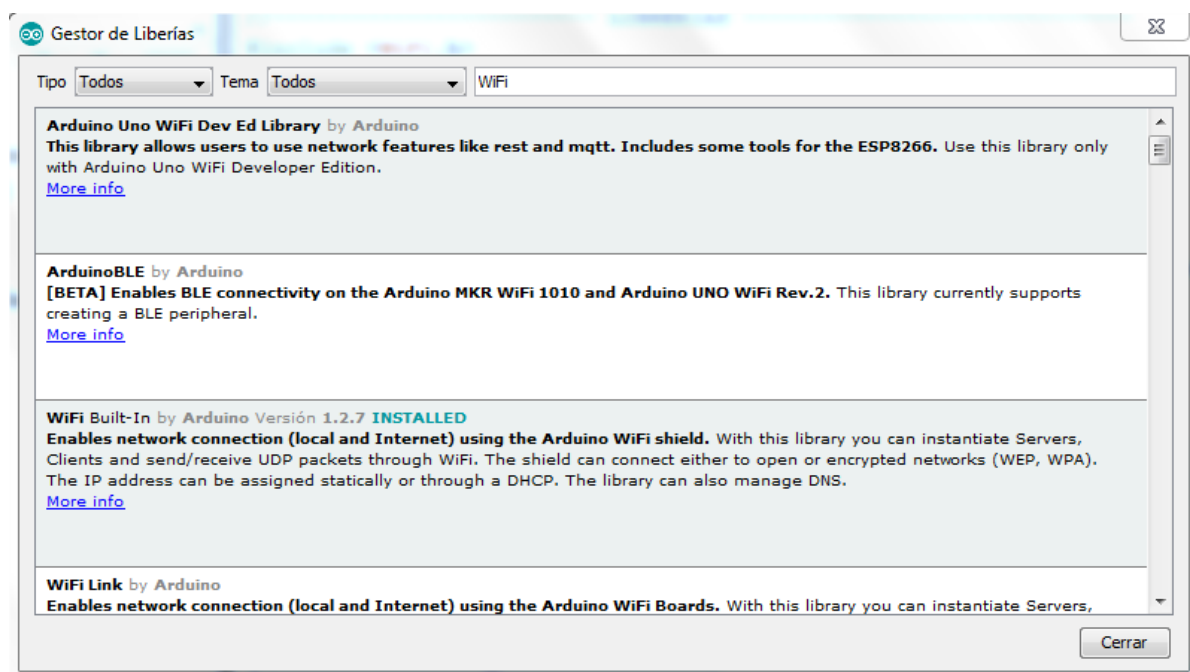 Gestor de Liberías
Tipo Todos Tema Todos WiFi
Arduino Uno WiFi Dev Ed Library by Arduino
This library allows users to use network features like rest and mqtt. Includes some tools for the ESP8266. Use this library only
with Arduino Uno WiFi Developer Edition.
More info
ArduinoBLE by Arduino
[BETA] Enables BLE connectivity on the Arduino MKR WiFi 1010 and Arduino UNO WiFi Rev.2. This library currently supports
creating a BLE peripheral.
More info
WiFi Built-In by Arduino Versión 1.2.7 INSTALLED
Enables network connection (local and Internet) using the Arduino WiFi shield. With this library you can instantiate Servers,
Clients and send/receive UDP packets through WiFi. The shield can connect either to open or encrypted networks (WEP, WPA).
The IP address can be assigned statically or through a DHCP. The library can also manage DNS.
More info
WiFi Link by Arduino
Enables network connection (local and Internet) using the Arduino WiFi Boards. With this library you can instantiate Servers,
Cerrar